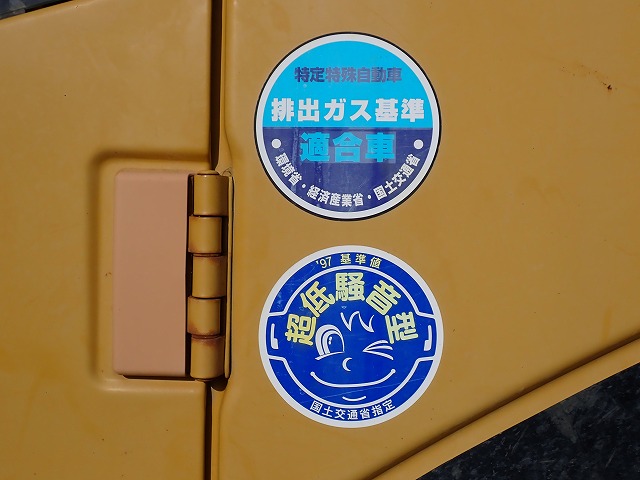 特定特殊自動車
排出ガス基準
適合車
・環境省・経済産業省・国土交通省・
'97 基準値
超低騒音型
国土交通省指定